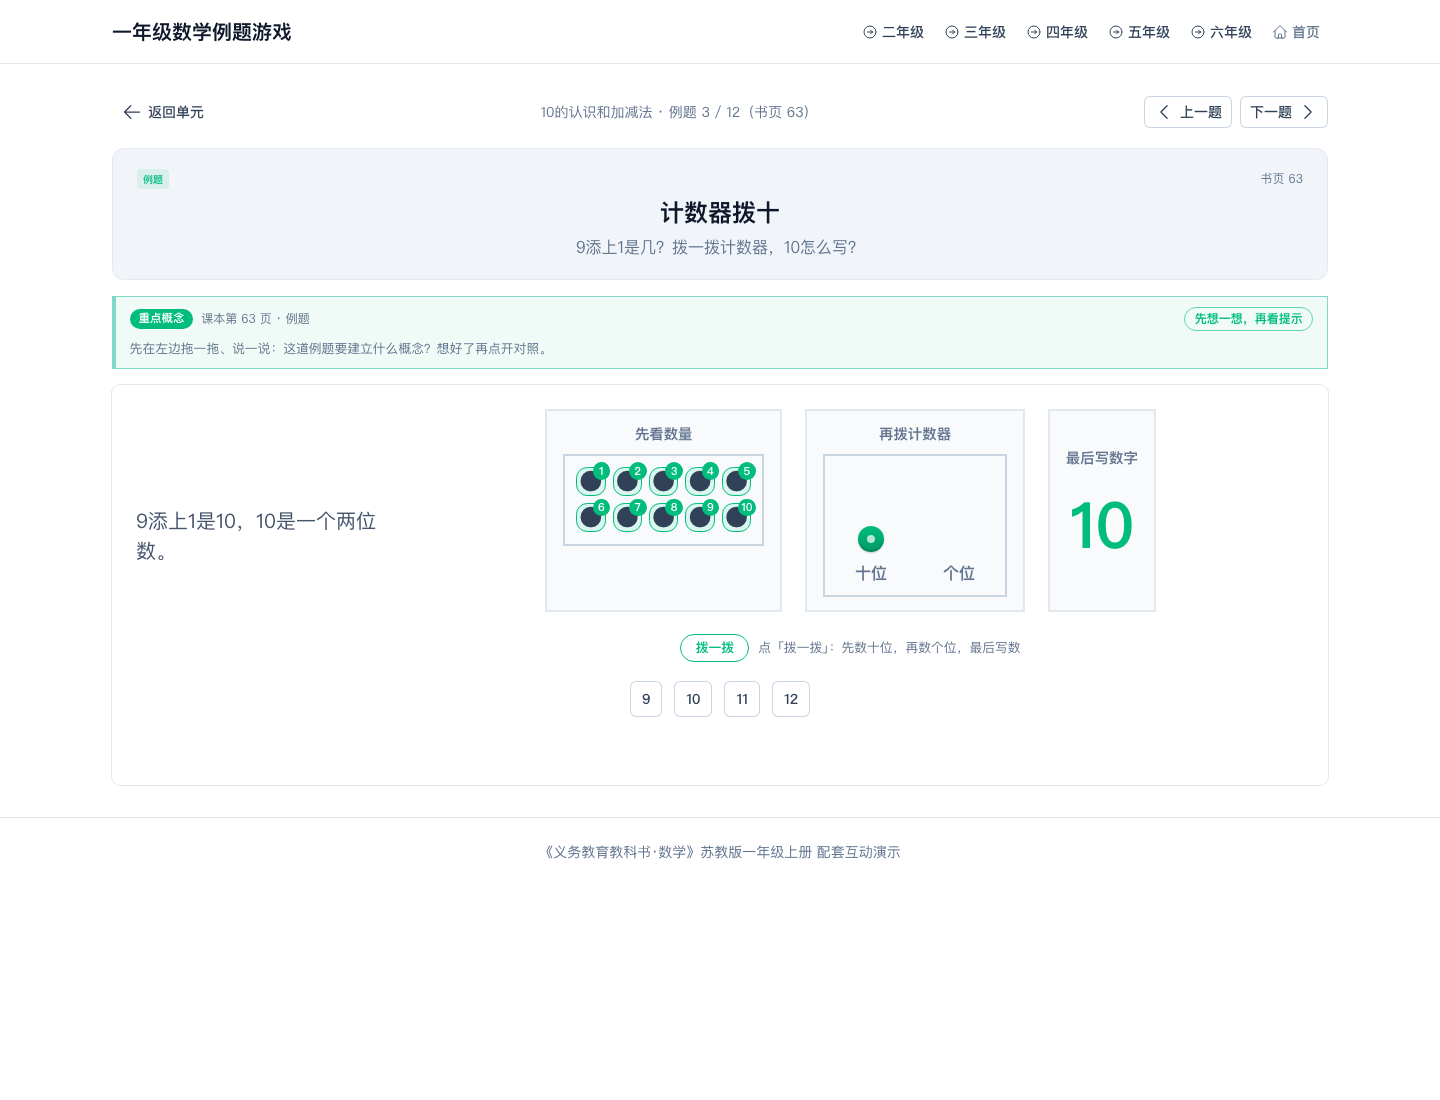 一年级数学例题游戏
二年级 三年级 四年级 五年级 六年级 首页
返回单元
10的认识和加减法 · 例题 3 / 12（书页 63）
上一题 下一题
例题
书页 63
计数器拨十
9添上1是几？拨一拨计数器，10怎么写？
重点概念 课本第 63 页 · 例题
先想一想，再看提示
先在左边拖一拖、说一说：这道例题要建立什么概念？想好了再点开对照。
9添上1是10，10是一个两位
数。
先看数量
1 2 3 4 5
6 7 8 9 10
再拨计数器
十位 个位
最后写数字
10
拨一拨 点「拨一拨」：先数十位，再数个位，最后写数
9 10 11 12
《义务教育教科书·数学》苏教版一年级上册 配套互动演示